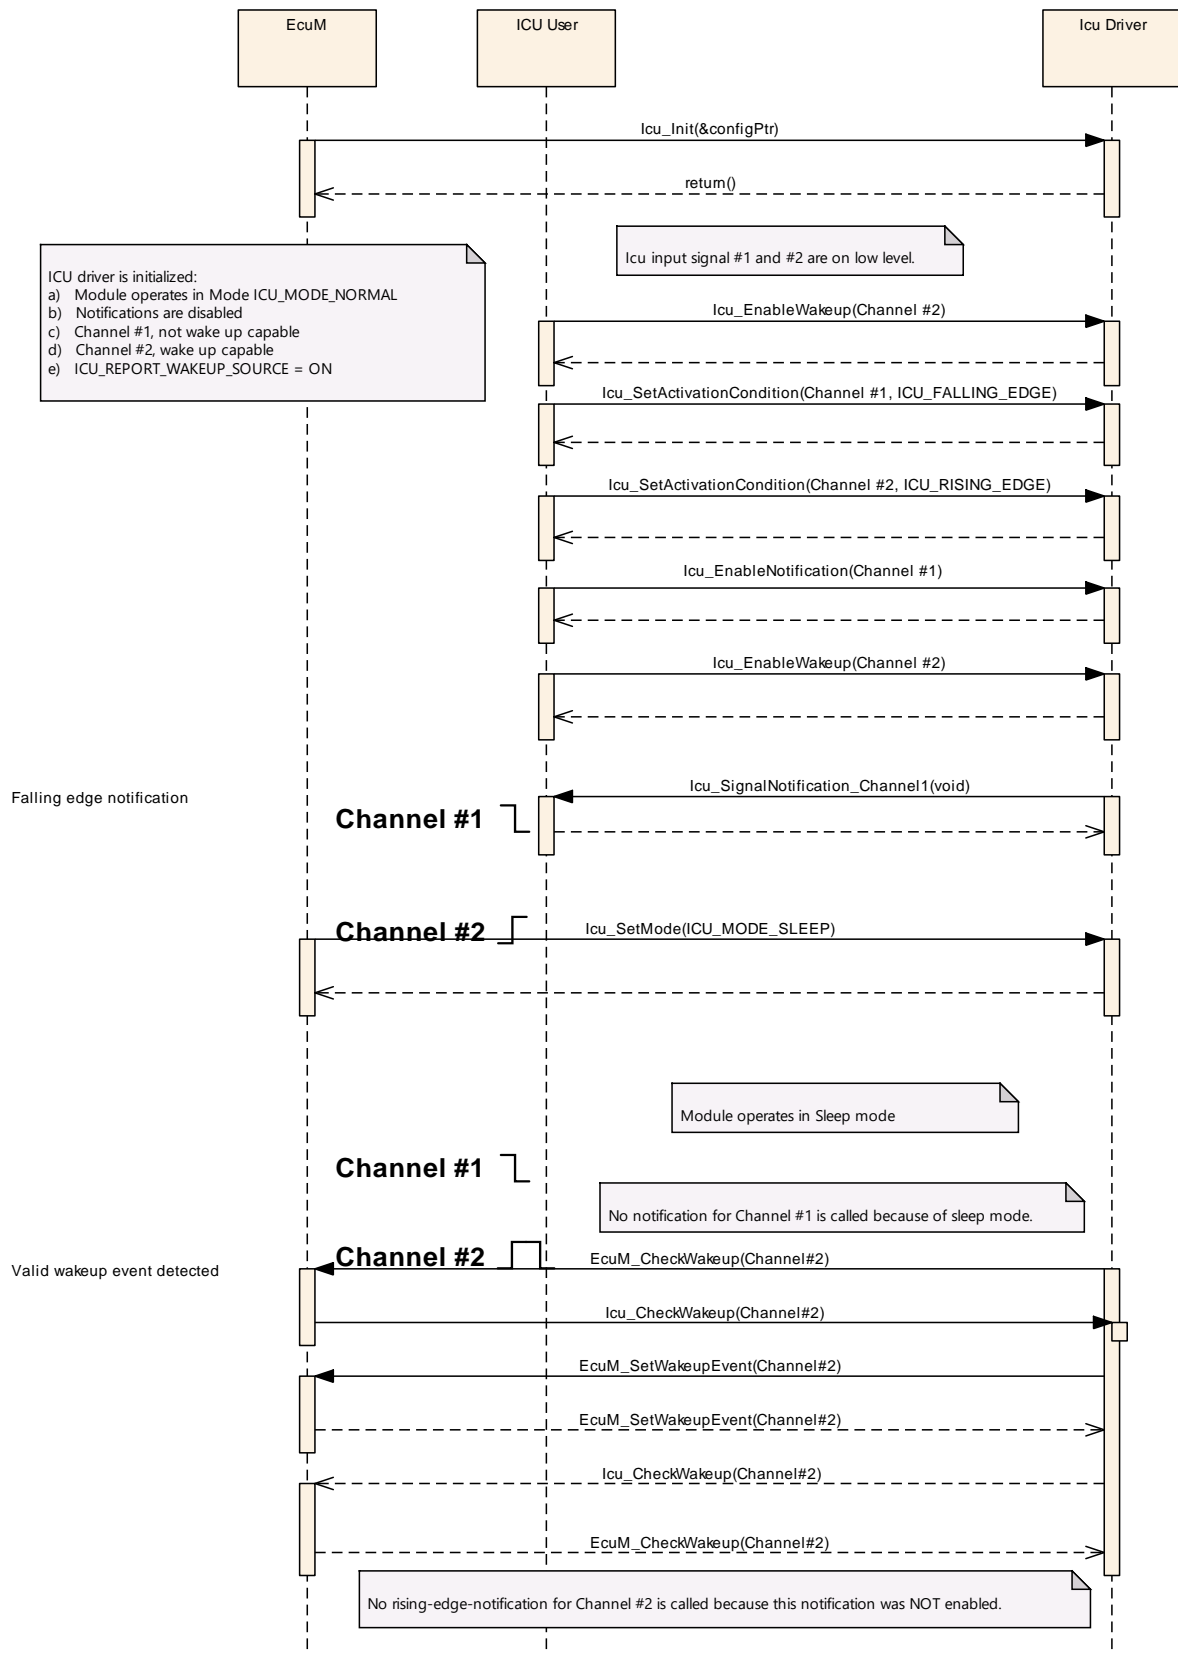 EcuM
ICU User
Icu Driver
Icu_Init(&configPtr)
return()
Icu input signal #1 and #2 are on low level.
ICU driver is initialized:
a) Module operates in Mode ICU_MODE_NORMAL
b) Notifications are disabled
c) Channel #1, not wake up capable
d) Channel #2, wake up capable
e) ICU_REPORT_WAKEUP_SOURCE = ON
Icu_EnableWakeup(Channel #2)
Icu_SetActivationCondition(Channel #1, ICU_FALLING_EDGE)
Icu_SetActivationCondition(Channel #2, ICU_RISING_EDGE)
Icu_EnableNotification(Channel #1)
Icu_EnableWakeup(Channel #2)
Icu_SignalNotification_Channel1(void)
Falling edge notification
Channel #1
Channel #2
Icu_SetMode(ICU_MODE_SLEEP)
Module operates in Sleep mode
Channel #1
No notification for Channel #1 is called because of sleep mode.
Channel #2
EcuM_CheckWakeup(Channel#2)
Valid wakeup event detected
Icu_CheckWakeup(Channel#2)
EcuM_SetWakeupEvent(Channel#2)
EcuM_SetWakeupEvent(Channel#2)
Icu_CheckWakeup(Channel#2)
EcuM_CheckWakeup(Channel#2)
No rising-edge-notification for Channel #2 is called because this notification was NOT enabled.